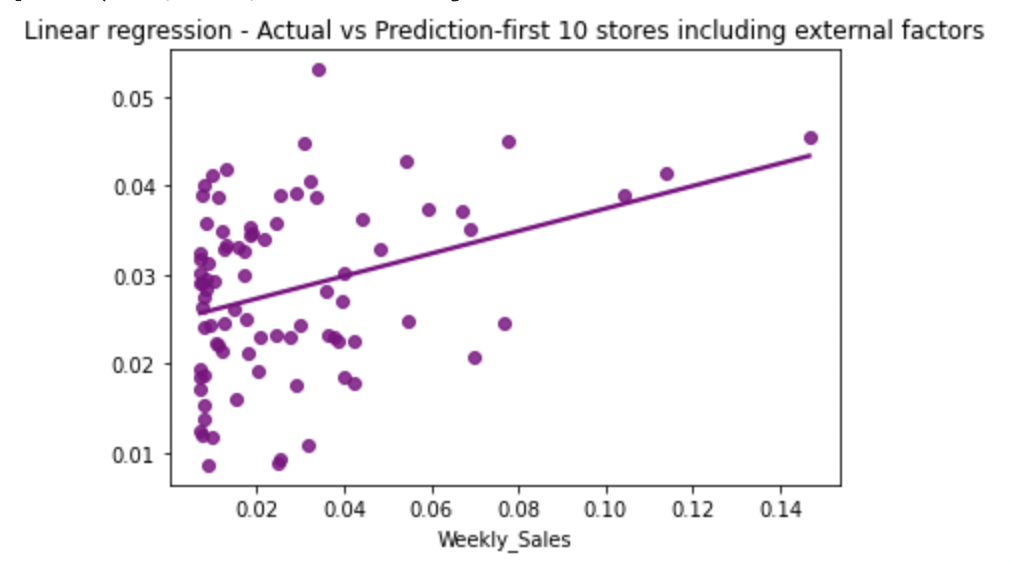 Linear regression - Actual vs Prediction-first 10 stores including external factors
0.05
0.04
0.03
0.02
0.01
0.02 0.04 0.06 0.08 0.10 0.12 0.14
Weekly_Sales